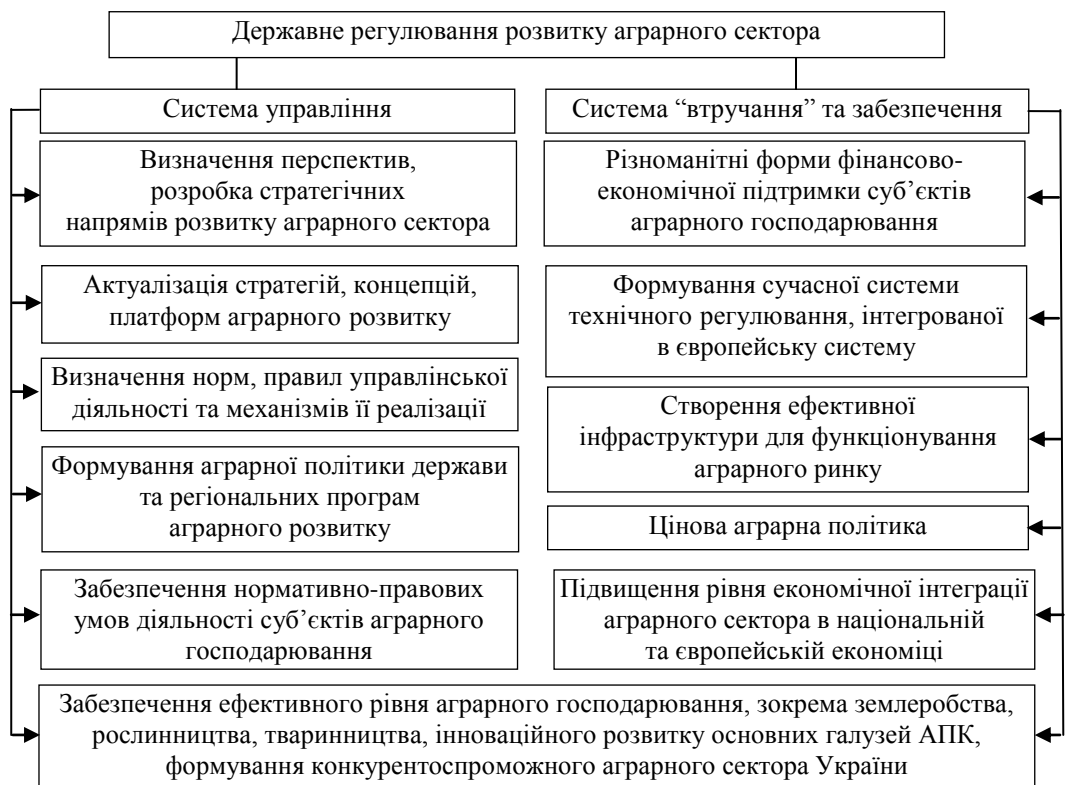 Державне регулювання розвитку аграрного сектора
Система управління
Визначення перспектив,
розробка стратегічних
напрямів розвитку аграрного сектора
Актуалізація стратегій, концепцій,
платформ аграрного розвитку
Визначення норм, правил управлінської
діяльності та механізмів її реалізації
Формування аграрної політики держави
та регіональних програм
аграрного розвитку
Забезпечення нормативно-правових
умов діяльності суб’єктів аграрного
господарювання
Система “втручання” та забезпечення
Різноманітні форми фінансово-
економічної підтримки суб’єктів
аграрного господарювання
Формування сучасної системи
технічного регулювання, інтегрованої
в європейську систему
Створення ефективної
інфраструктури для функціонування
аграрного ринку
Цінова аграрна політика
Підвищення рівня економічної інтеграції
аграрного сектора в національній
та європейській економіці
Забезпечення ефективного рівня аграрного господарювання, зокрема землеробства,
рослинництва, тваринництва, інноваційного розвитку основних галузей АПК,
формування конкурентоспроможного аграрного сектора України